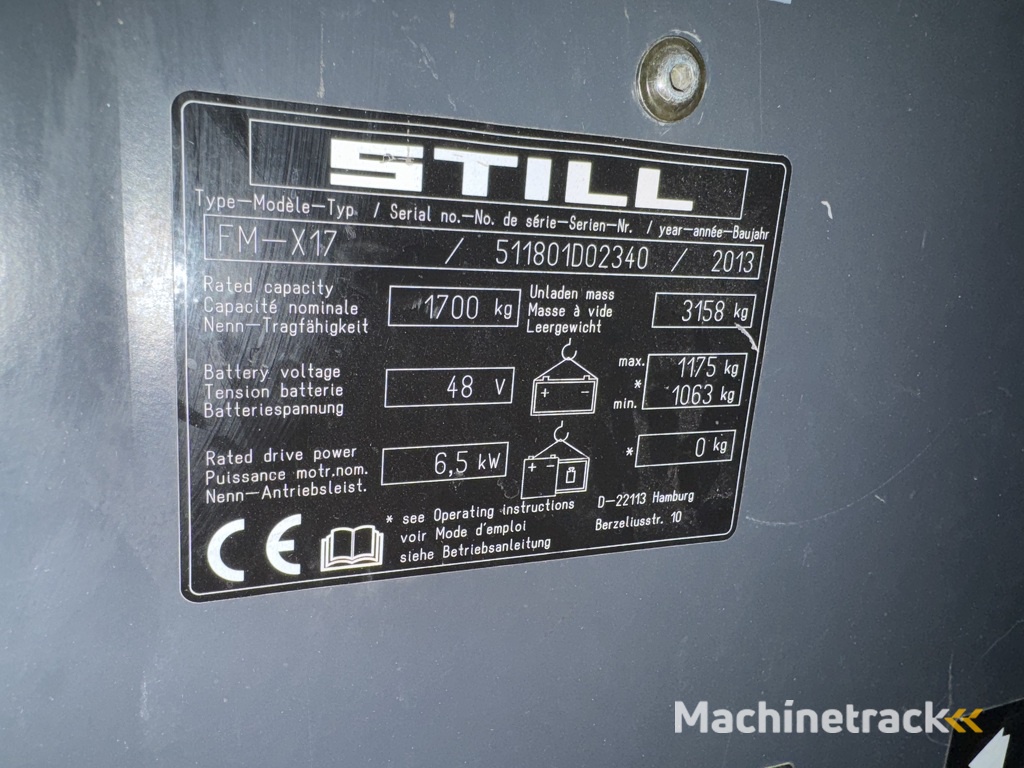 STILL
Type–Modèle–Typ / Serial no.–No. de série–Serien-Nr. / year–année–Baujahr
FM–X17 / 511801D02340 / 2013
Rated capacity
Capacité nominale
Nenn–Tragfähigkeit
1700 kg
Unladen mass
Masse à vide
Leergewicht
3158 kg
Battery voltage
Tension batterie
Batteriespannung
48 V
+ −
max. 1175 kg
*
min. 1063 kg
Rated drive power
Puissance motr.nom.
Nenn–Antriebsleist.
6,5 kW
+ −
* 0 kg
CE
* see Operating instructions
voir Mode d'emploi
siehe Betriebsanleitung
D–22113 Hamburg
Berzeliusstr. 10
Machinetrack